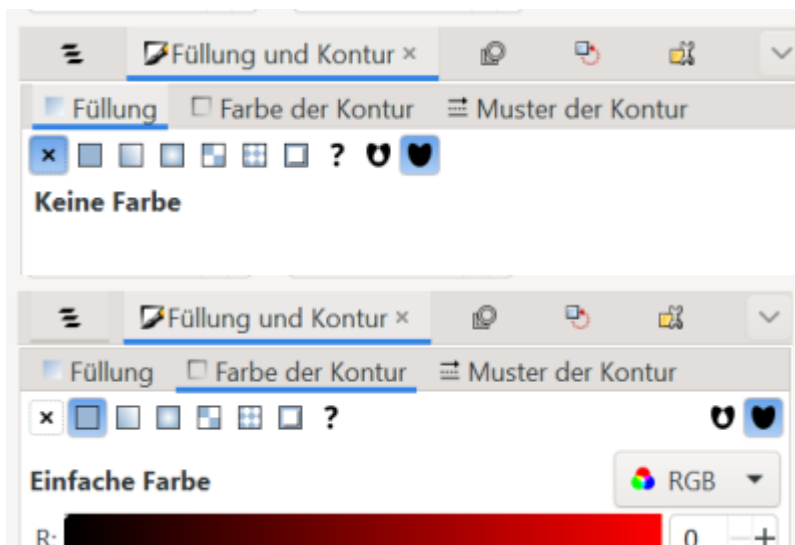 Füllung und Kontur ×
Füllung Farbe der Kontur Muster der Kontur
× ?
Keine Farbe
Füllung und Kontur ×
Füllung Farbe der Kontur Muster der Kontur
× ?
Einfache Farbe RGB
R: 0 − +